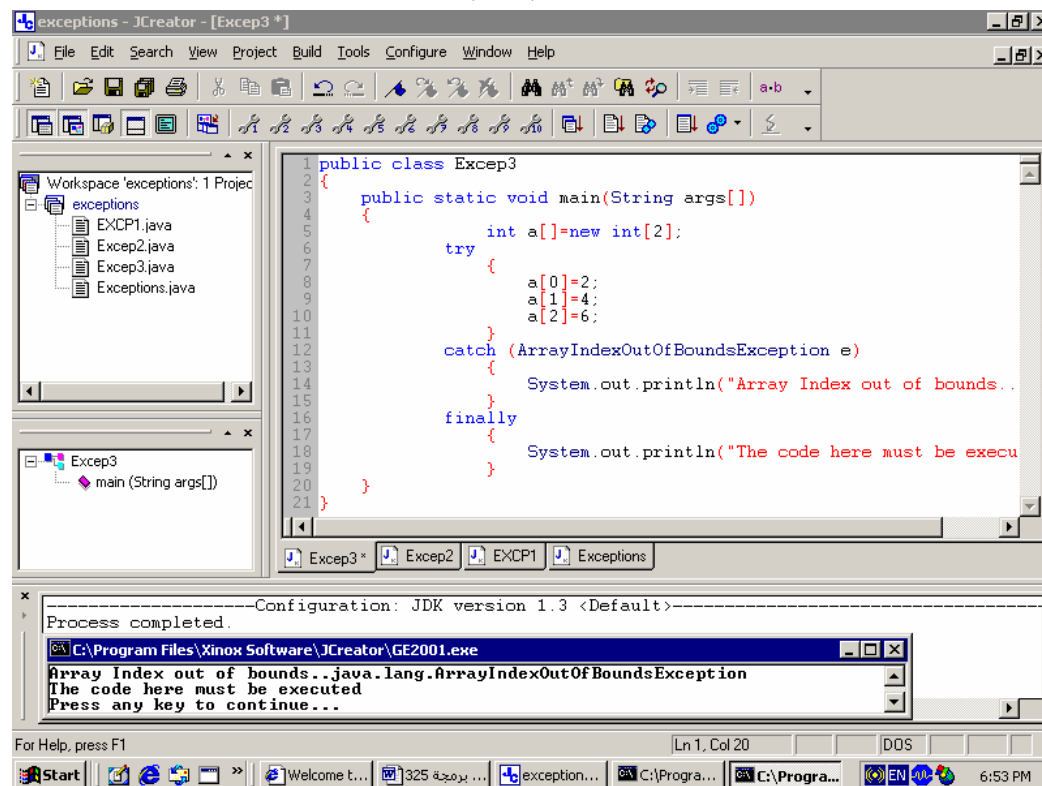 exceptions - JCreator - [Excep3 *]
File Edit Search View Project Build Tools Configure Window Help
a•b
Workspace 'exceptions': 1 Projec
exceptions
EXCP1.java
Excep2.java
Excep3.java
Exceptions.java
Excep3
main (String args[])
1 public class Excep3
2 {
3 public static void main(String args[])
4 {
5 int a[]=new int[2];
6 try
7 {
8 a[0]=2;
9 a[1]=4;
10 a[2]=6;
11 }
12 catch (ArrayIndexOutOfBoundsException e)
13 {
14 System.out.println("Array Index out of bounds..
15 }
16 finally
17 {
18 System.out.println("The code here must be execu
19 }
20 }
21 }
Excep3 * Excep2 EXCP1 Exceptions
--------------------Configuration: JDK version 1.3 <Default>------------------------------------
Process completed.
C:\Program Files\Xinox Software\JCreator\GE2001.exe
Array Index out of bounds..java.lang.ArrayIndexOutOfBoundsException
The code here must be executed
Press any key to continue...
For Help, press F1
Ln 1, Col 20
DOS
Start » Welcome t... برمجة 325 ... exception... C:\Progra... C:\Progra... EN 6:53 PM